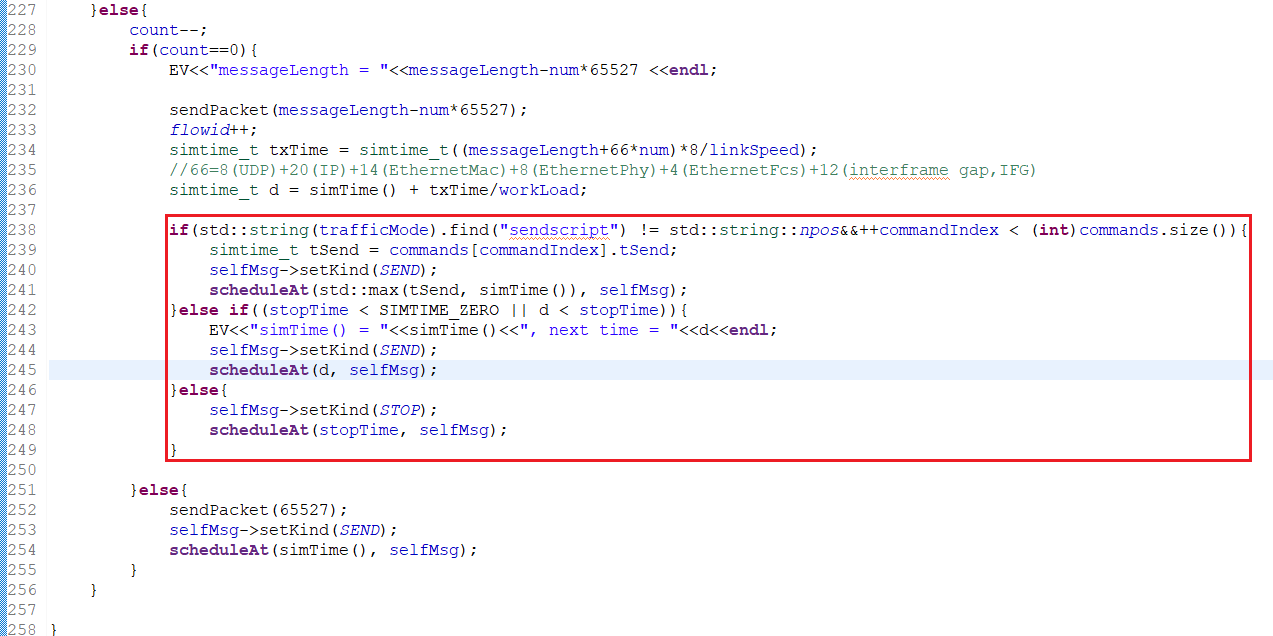 227     }else{
228         count--;
229         if(count==0){
230             EV<<"messageLength = "<<messageLength-num*65527 <<endl;
231
232             sendPacket(messageLength-num*65527);
233             flowid++;
234             simtime_t txTime = simtime_t((messageLength+66*num)*8/linkSpeed);
235             //66=8(UDP)+20(IP)+14(EthernetMac)+8(EthernetPhy)+4(EthernetFcs)+12(interframe gap,IFG)
236             simtime_t d = simTime() + txTime/workLoad;
237
238             if(std::string(trafficMode).find("sendscript") != std::string::npos&&++commandIndex < (int)commands.size()){
239                 simtime_t tSend = commands[commandIndex].tSend;
240                 selfMsg->setKind(SEND);
241                 scheduleAt(std::max(tSend, simTime()), selfMsg);
242             }else if((stopTime < SIMTIME_ZERO || d < stopTime)){
243                 EV<<"simTime() = "<<simTime()<<", next time = "<<d<<endl;
244                 selfMsg->setKind(SEND);
245                 scheduleAt(d, selfMsg);
246             }else{
247                 selfMsg->setKind(STOP);
248                 scheduleAt(stopTime, selfMsg);
249             }
250
251         }else{
252             sendPacket(65527);
253             selfMsg->setKind(SEND);
254             scheduleAt(simTime(), selfMsg);
255         }
256     }
257
258 }